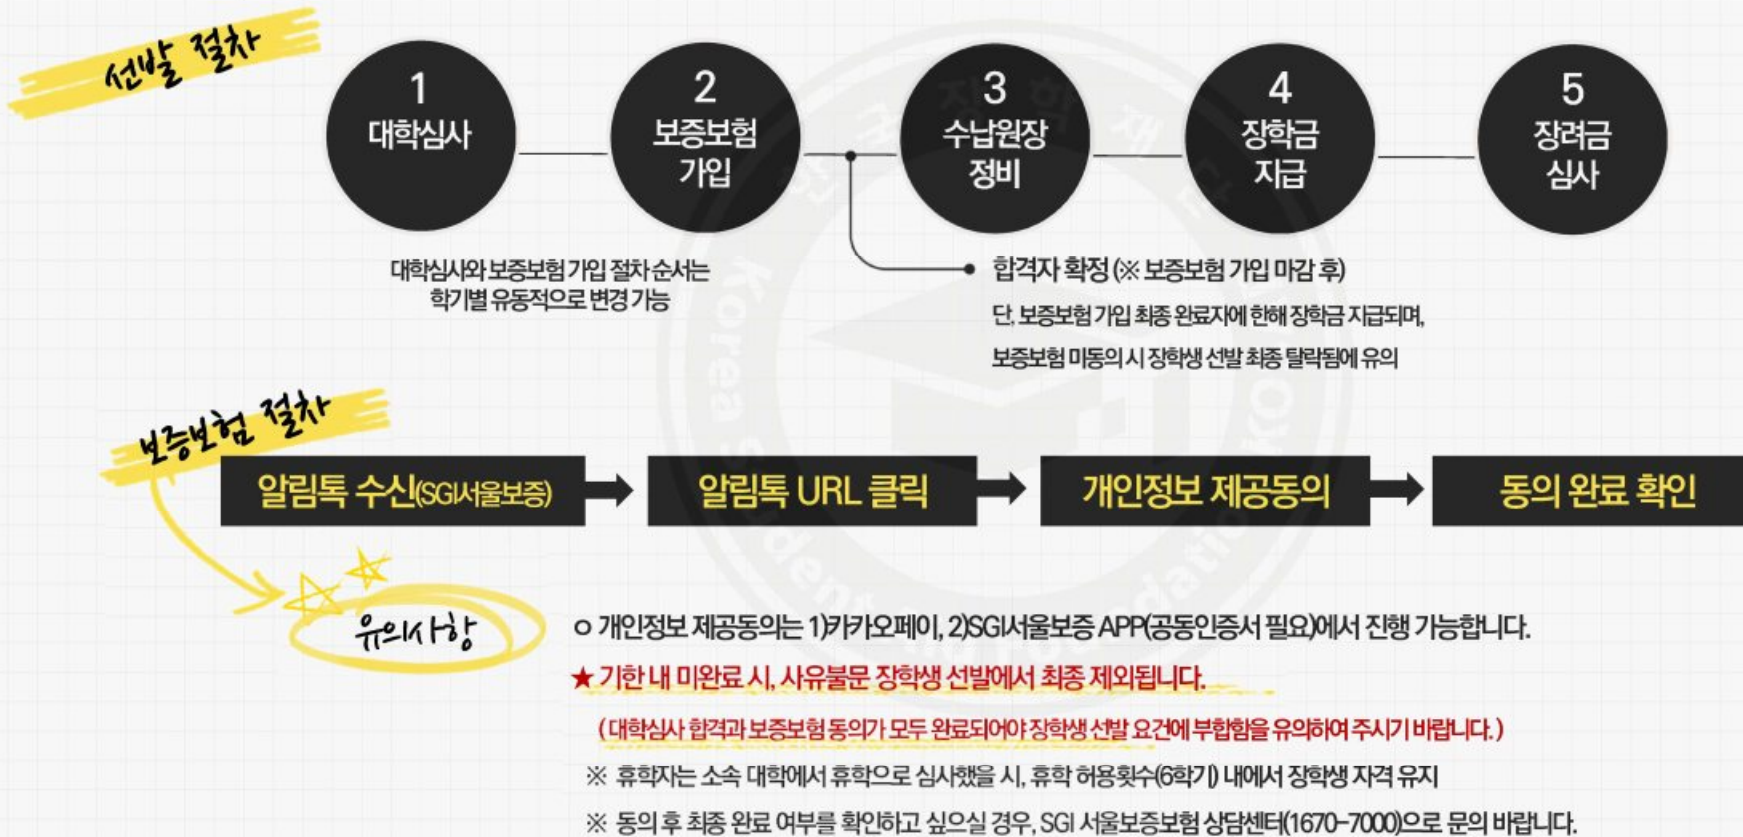 선발 절차
1
대학심사
2
보증보험
가입
3
수납원장
정비
4
장학금
지급
5
장려금
심사
대학심사와 보증보험 가입 절차 순서는
학기별 유동적으로 변경 가능
합격자 확정 (※ 보증보험 가입 마감 후)
단, 보증보험 가입 최종 완료자에 한해 장학금 지급되며,
보증보험 미동의 시 장학생 선발 최종 탈락됨에 유의
보증보험 절차
알림톡 수신(SGI서울보증)
알림톡 URL 클릭
개인정보 제공동의
동의 완료 확인
유의사항
ㅇ 개인정보 제공동의는 1)카카오페이, 2)SGI서울보증 APP(공동인증서 필요)에서 진행 가능합니다.
★ 기한 내 미완료 시, 사유불문 장학생 선발에서 최종 제외됩니다.
( 대학심사 합격과 보증보험 동의가 모두 완료되어야 장학생 선발 요건에 부합함을 유의하여 주시기 바랍니다. )
※ 휴학자는 소속 대학에서 휴학으로 심사했을 시, 휴학 허용횟수(6학기) 내에서 장학생 자격 유지
※ 동의 후 최종 완료 여부를 확인하고 싶으실 경우, SGI 서울보증보험 상담센터(1670-7000)으로 문의 바랍니다.